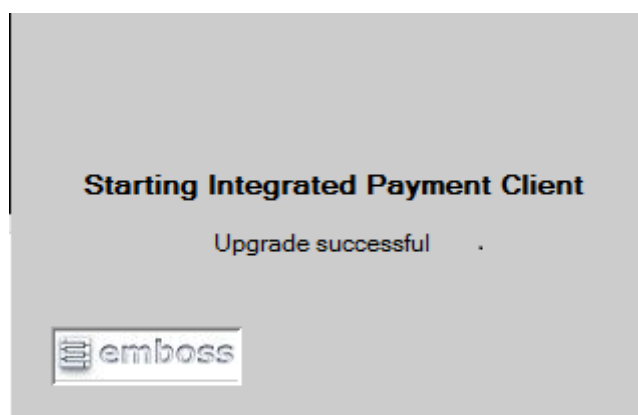 Starting Integrated Payment Client
Upgrade successful .
emboss